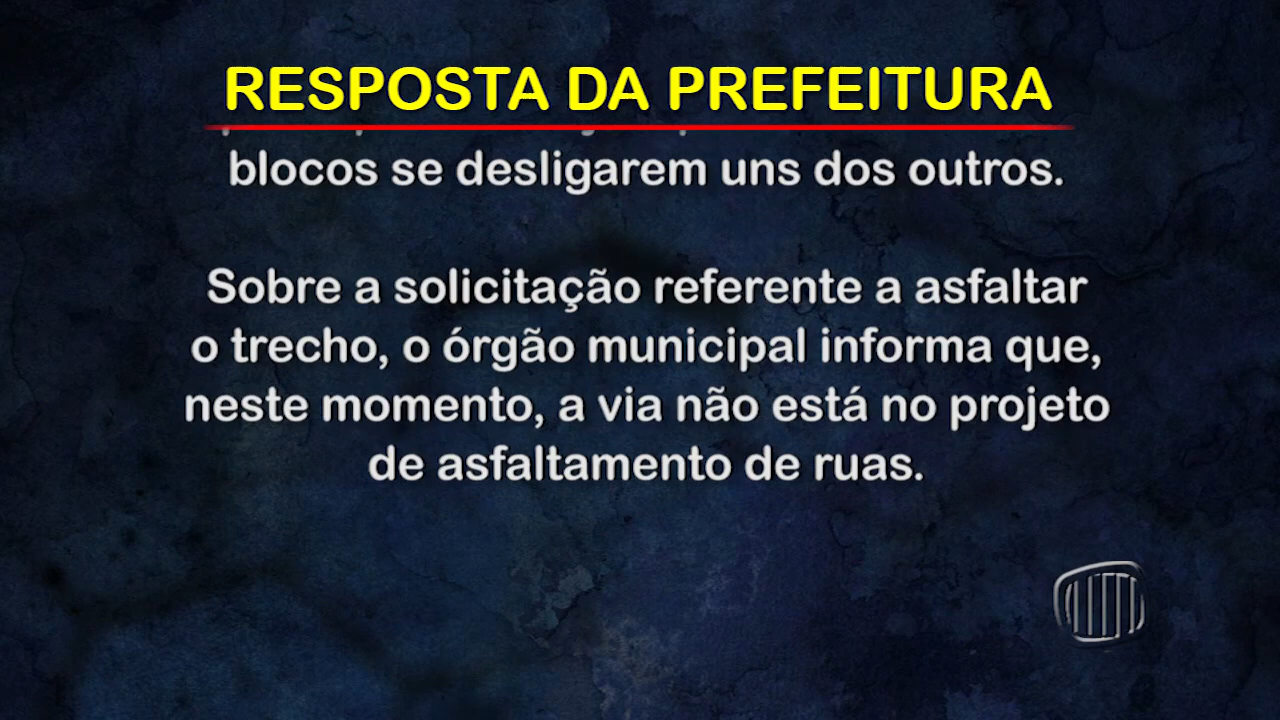 RESPOSTA DA PREFEITURA
blocos se desligarem uns dos outros.
Sobre a solicitação referente a asfaltar
o trecho, o órgão municipal informa que,
neste momento, a via não está no projeto
de asfaltamento de ruas.